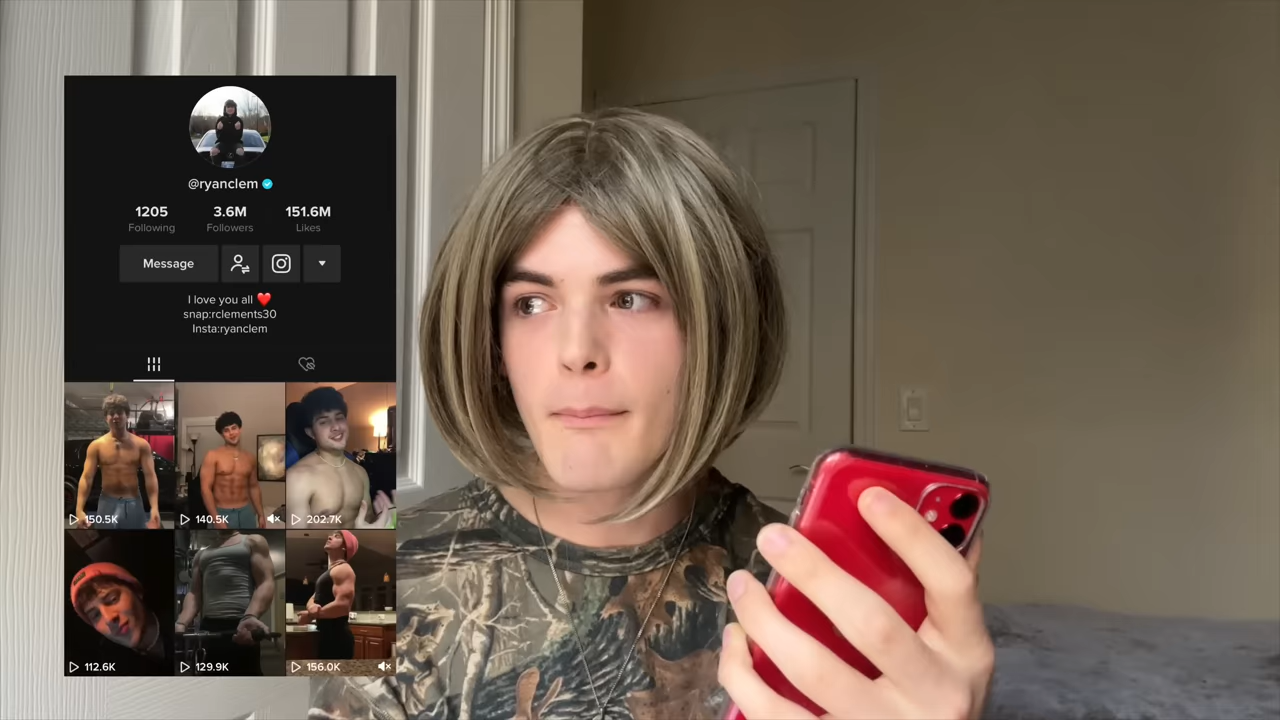 @ryanclem
1205 3.6M 151.6M
Following Followers Likes
Message
I love you all ❤️
snap:rclements30
Insta:ryanclem
150.5K 140.5K 202.7K
112.6K 129.9K 156.0K